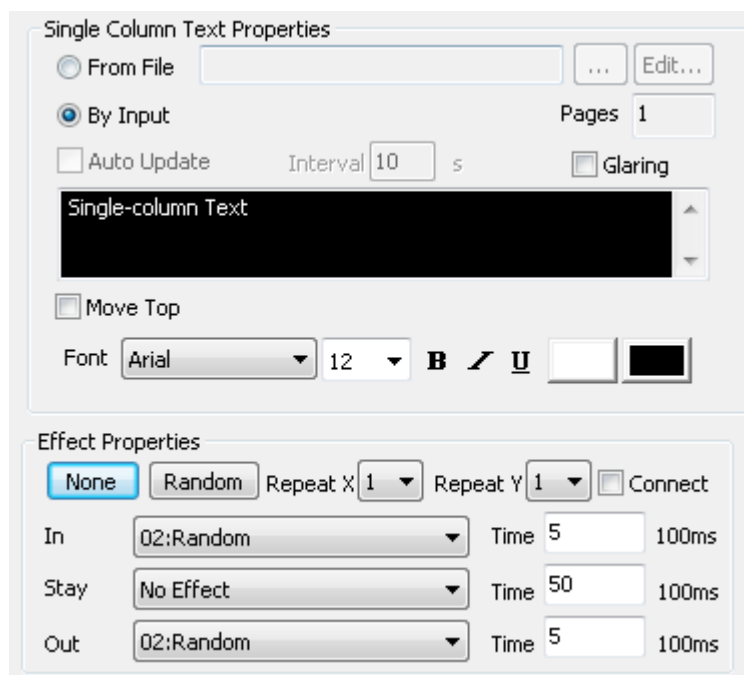 Single Column Text Properties
From File ... Edit...
By Input Pages 1
Auto Update Interval 10 s Glaring
Single-column Text
Move Top
Font Arial 12 B I U
Effect Properties
None Random Repeat X 1 Repeat Y 1 Connect
In 02:Random Time 5 100ms
Stay No Effect Time 50 100ms
Out 02:Random Time 5 100ms